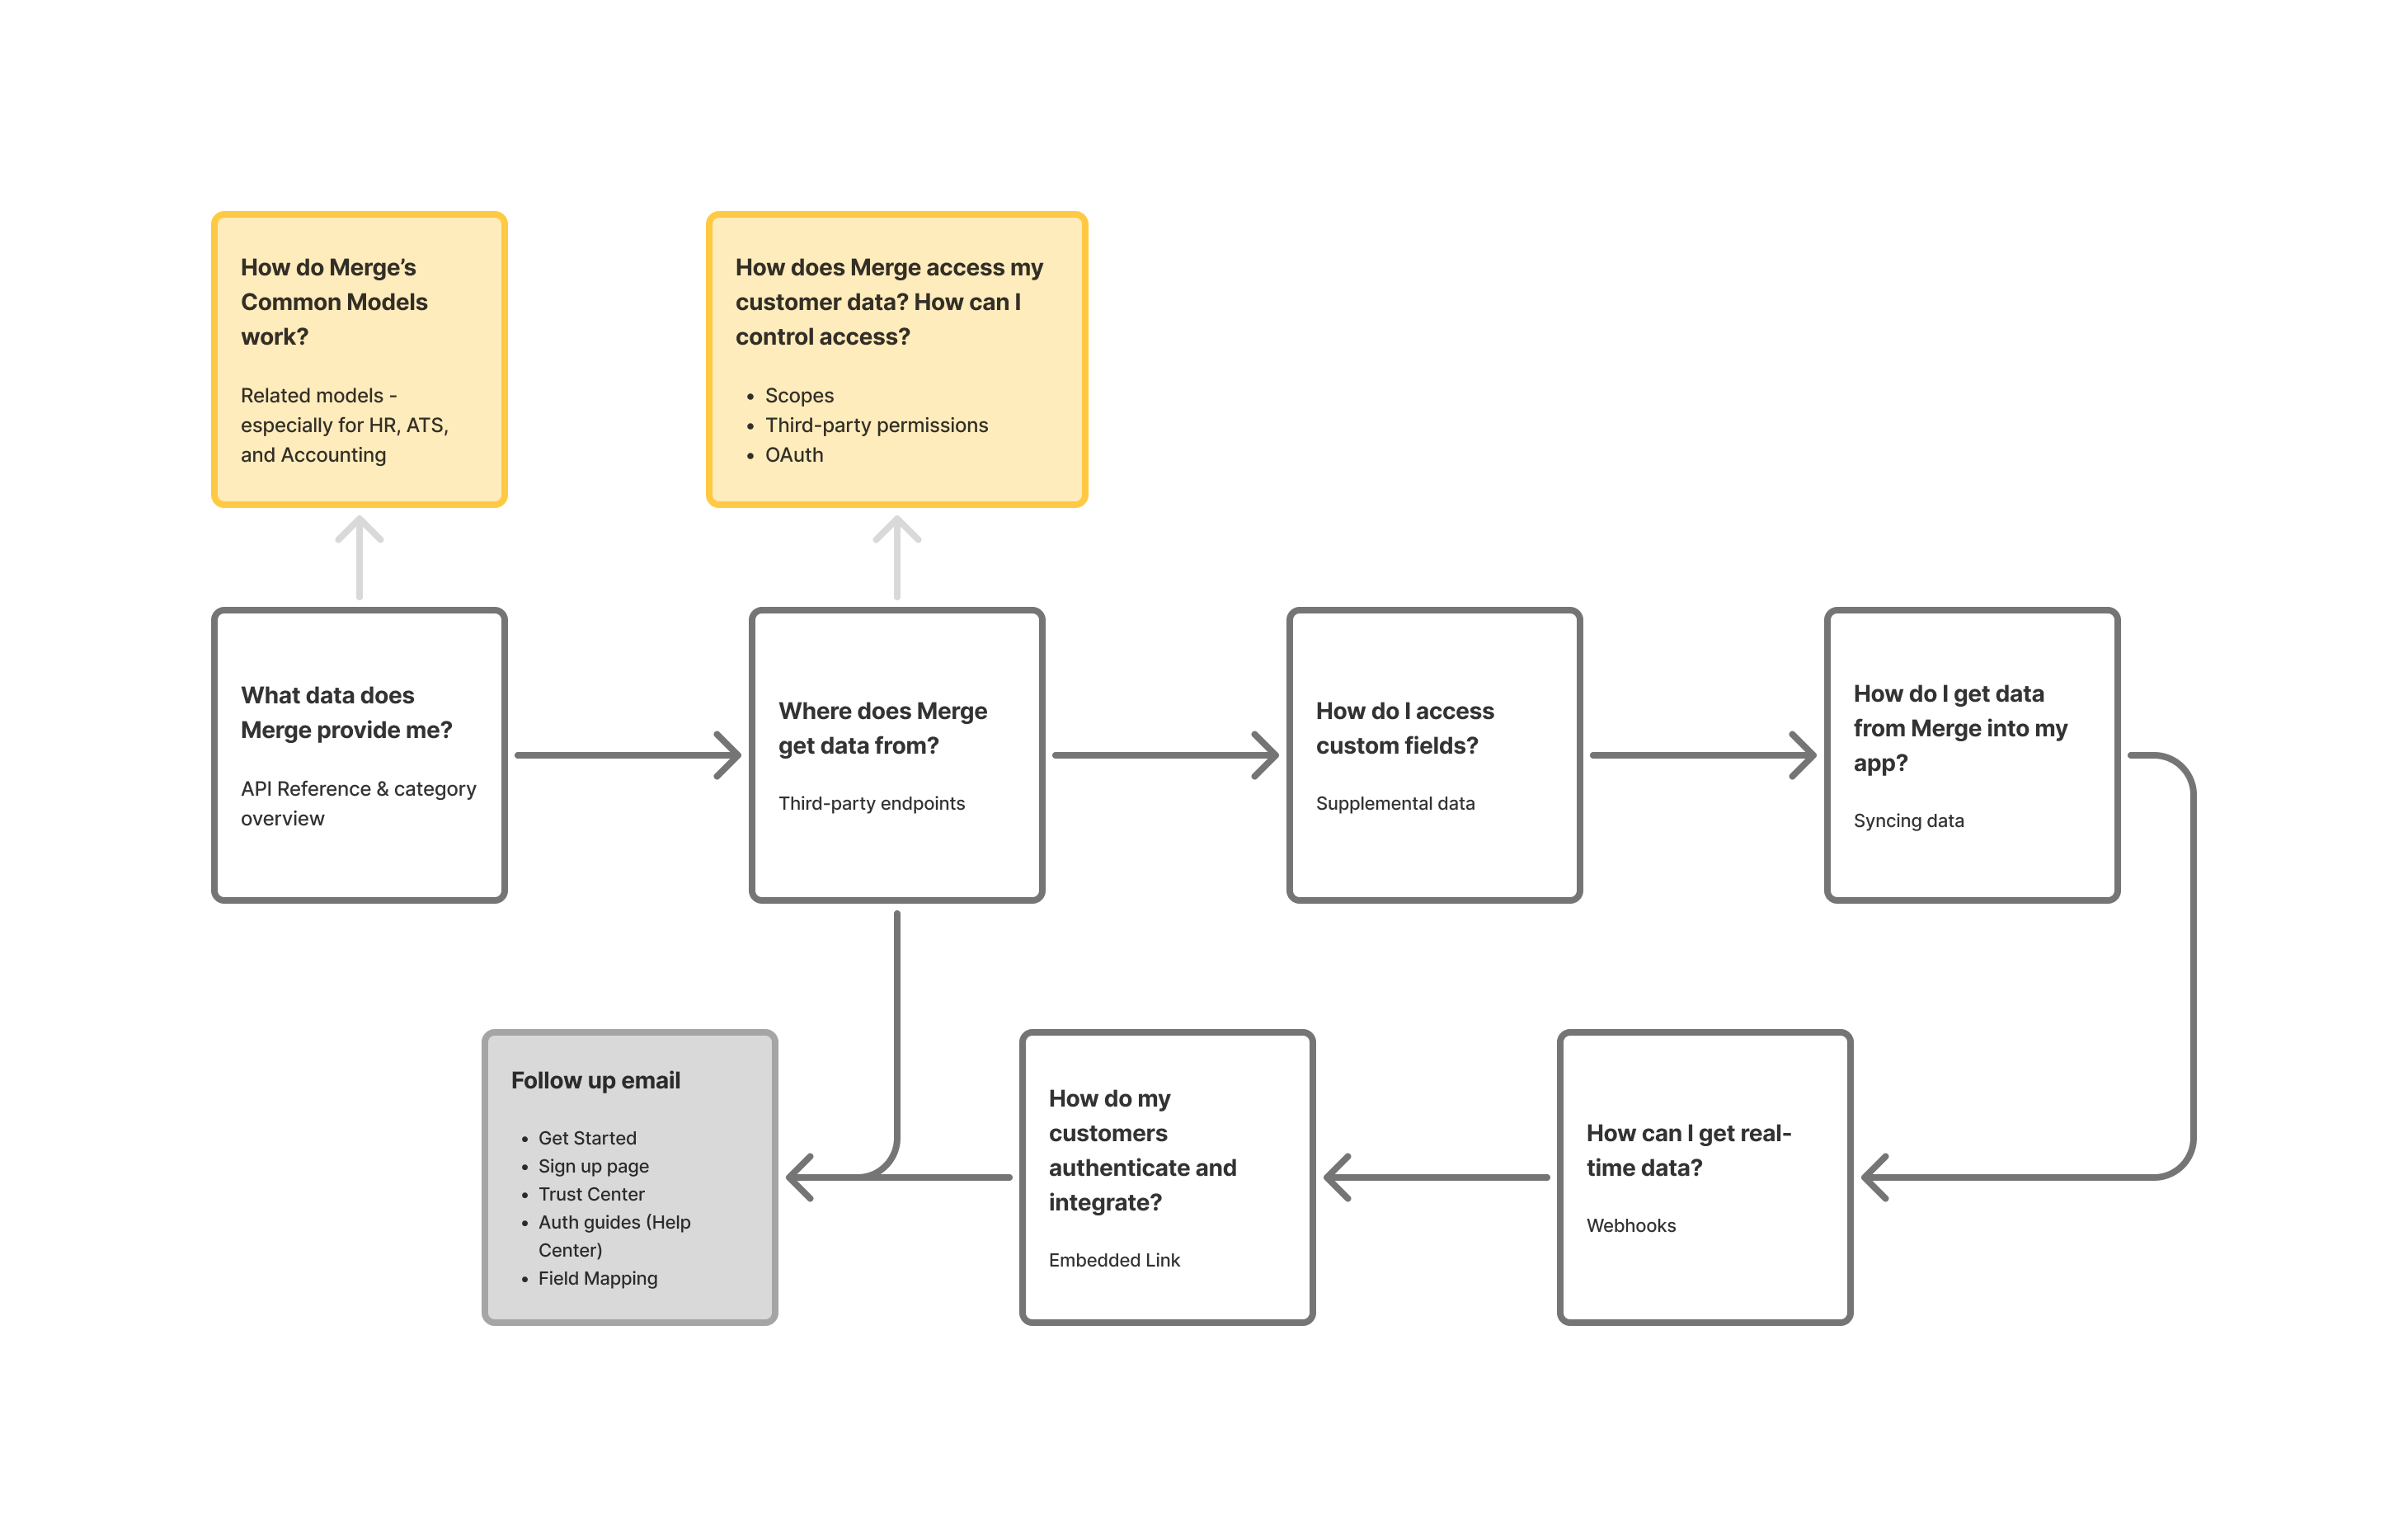 How do Merge’s
Common Models
work?
Related models -
especially for HR, ATS,
and Accounting
How does Merge access my
customer data? How can I
control access?
• Scopes
• Third-party permissions
• OAuth
What data does
Merge provide me?
API Reference & category
overview
Where does Merge
get data from?
Third-party endpoints
How do I access
custom fields?
Supplemental data
How do I get data
from Merge into my
app?
Syncing data
Follow up email
• Get Started
• Sign up page
• Trust Center
• Auth guides (Help
Center)
• Field Mapping
How do my
customers
authenticate and
integrate?
Embedded Link
How can I get real-
time data?
Webhooks